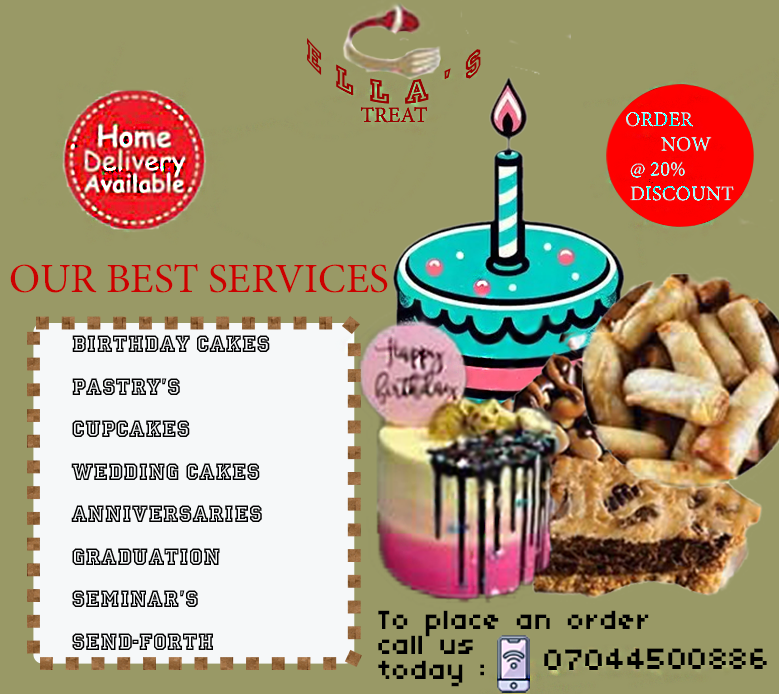 ELLA'S
TREAT
Home
Delivery
Available
ORDER
NOW
@ 20%
DISCOUNT
OUR BEST SERVICES
BIRTHDAY CAKES
PASTRY'S
CUPCAKES
WEDDING CAKES
ANNIVERSARIES
GRADUATION
SEMINAR'S
SEND-FORTH
Happy
Birthday
To place an order
call us
today :
07044500886